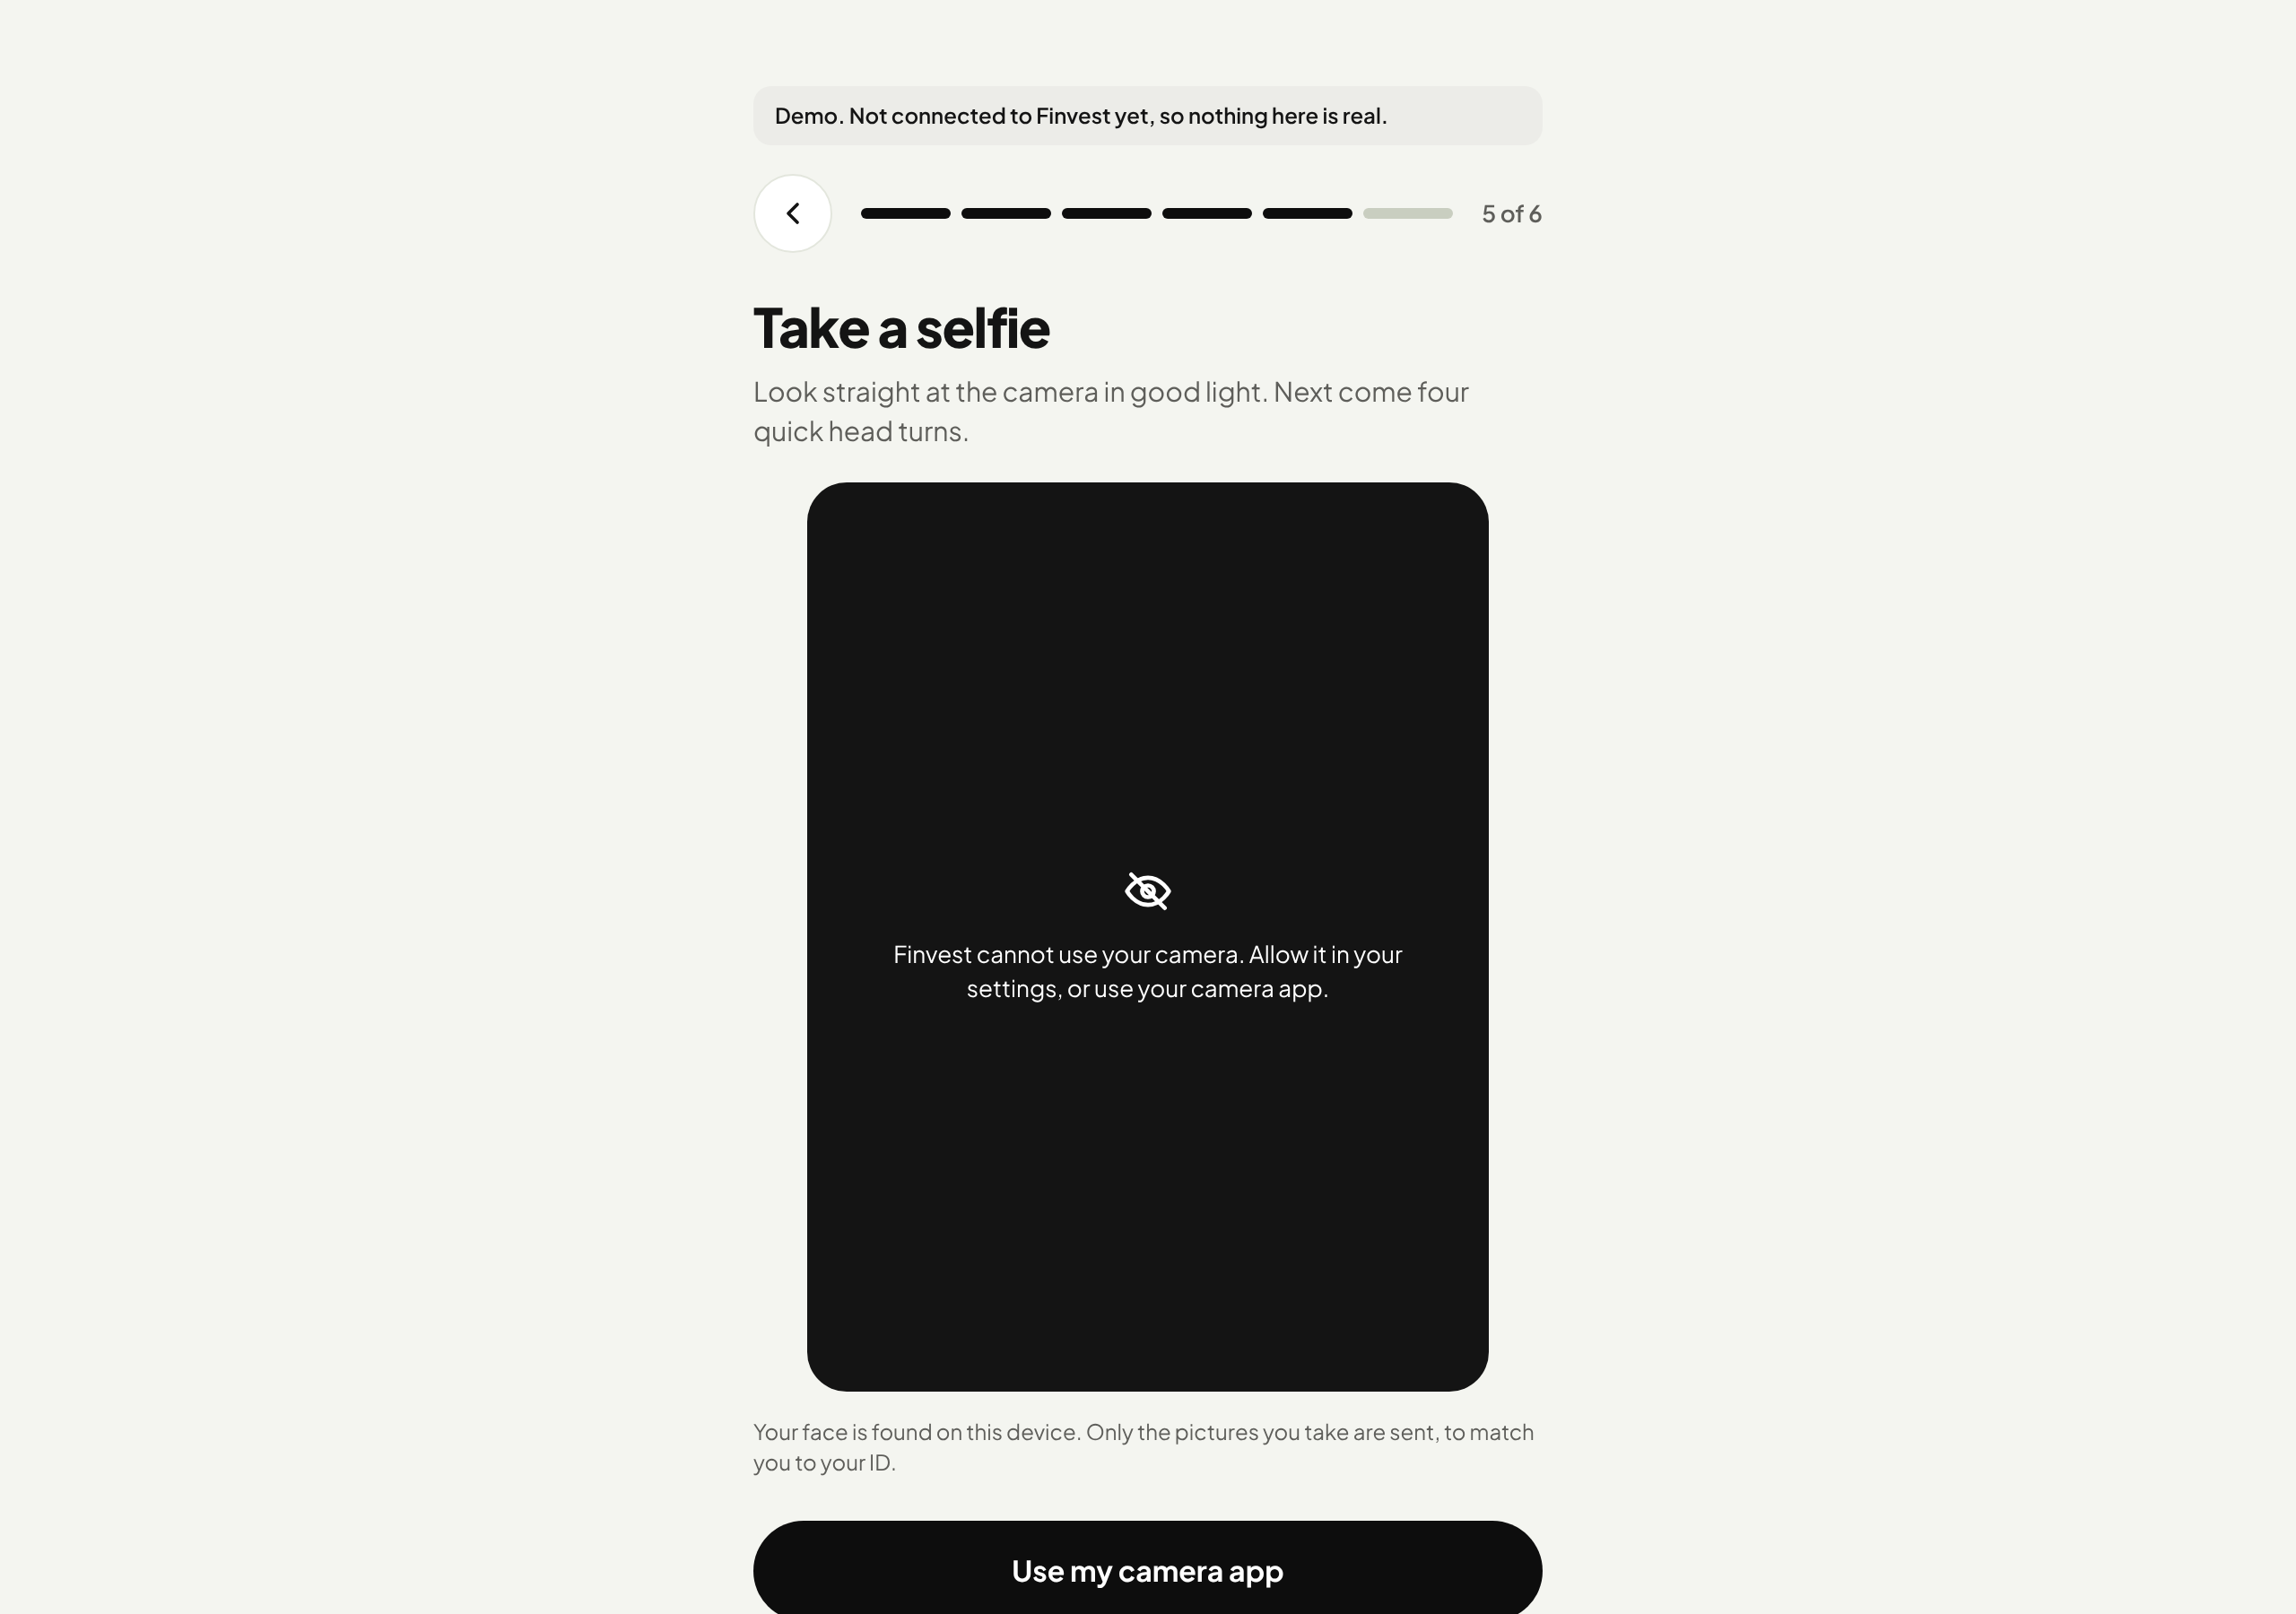 Demo. Not connected to Finvest yet, so nothing here is real.
5 of 6
Take a selfie
Look straight at the camera in good light. Next come four
quick head turns.
Finvest cannot use your camera. Allow it in your
settings, or use your camera app.
Your face is found on this device. Only the pictures you take are sent, to match
you to your ID.
Use my camera app